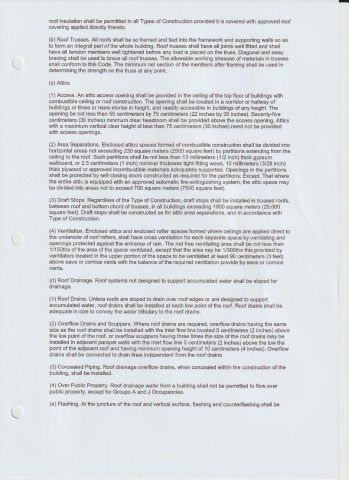 roof insulation shall be permitted in all Types of Construction provided it is covered with approved roof
covering applied directly thereto.
(b) Roof Trusses. All roofs shall be so framed and tied into the framework and supporting walls so as
to form an integral part of the whole building. Roof trusses shall have all joints well fitted and shall
have all tension members well tightened before any load is placed on the truss. Diagonal and sway
bracing shall be used to brace all roof trusses. The allowable working stresses of materials in trusses
shall conform to this Code. The minimum net section of the members after framing shall be used in
determining the strength on the truss at any point.
(c) Attics
(1) Access. An attic access opening shall be provided in the ceiling of the top floor of buildings with
combustible ceiling or roof construction. The opening shall be located in a corridor or hallway of
buildings of three or more stories in height, and readily accessible in buildings of any height. The
opening be not less than 55 centimeters by 75 centimeters (22 inches by 30 inches). Seventy-five
centimeters (30 inches) minimum clear headroom shall be provided above the access opening. Attics
with a maximum vertical clear height of less than 75 centimeters (30 inches) need not be provided
with access openings.
(2) Area Separations. Enclosed attics spaces formed of combustible construction shall be divided into
horizontal areas not exceeding 230 square meters (2500 square feet) by partitions extending from the
ceiling to the roof. Such partitions shall be not less than 13 millimeters (1/2 inch) thick gypsum
wallboard, or 2.5 centimeters (1 inch) nominal thickness tight-fitting wood, 10 millimeters (3/28 inch)
thick plywood or approved incombustible materials adequately supported. Openings in the partitions
shall be protected by self-closing doors constructed as required for the partitions: Except, That where
the entire attic is equipped with an approved automatic fire-extinguishing system, the attic space may
be divided into areas not to exceed 700 square meters (7500 square feet).
(3) Draft Stops. Regardless of the Type of Construction, draft stops shall be installed in trussed roofs,
between roof and bottom chord of trusses, in all buildings exceeding 1900 square meters (20,000
square feet). Draft stops shall be constructed as for attic area separations, and in accordance with
Type of Construction.
(4) Ventilation. Enclosed attics and enclosed rafter spaces formed where ceilings are applied direct to
the underside of roof rafters, shall have cross ventilation for each separate space by ventilating and
openings protected against the entrance of rain. The net free ventilating area shall be not less than
1/150ths of the area of the space ventilated, except that the area may be 1/300ths this provided by
ventilators located in the upper portion of the space to be ventilated at least 90 centimeters (3 feet)
above eave or cornice vents with the balance of the required ventilation provide by eave or cornice
vents.
(d) Roof Drainage. Roof systems not designed to support accumulated water shall be sloped for
drainage.
(1) Roof Drains. Unless roofs are sloped to drain over roof edges or are designed to support
accumulated water, roof drains shall be installed at each low point of the roof. Roof drains shall be
adequate in size to convey the water tributary to the roof drains.
(2) Overflow Drains and Scuppers. Where roof drains are required, overflow drains having the same
size as the roof drains shall be installed with the inlet flow line located 5 centimeters (2 inches) above
the low point of the roof, or overflow scuppers having three times the size of the roof drains may be
installed in adjacent parapet walls with the inlet flow line 5 centimeters (2 inches) above the low
point of the adjacent roof and having minimum opening height of 10 centimeters (4 inches). Overflow
drains shall be connected to drain lines independent from the roof drains.
(3) Concealed Piping. Roof drainage overflow drains, when concealed within the construction of the
building, shall be installed.
(4) Over Public Property. Roof drainage water from a building shall not be permitted to flow over
public property, except for Groups A and J Occupancies.
(e) Flashing. At the juncture of the roof and vertical surface, flashing and counterflashing shall be